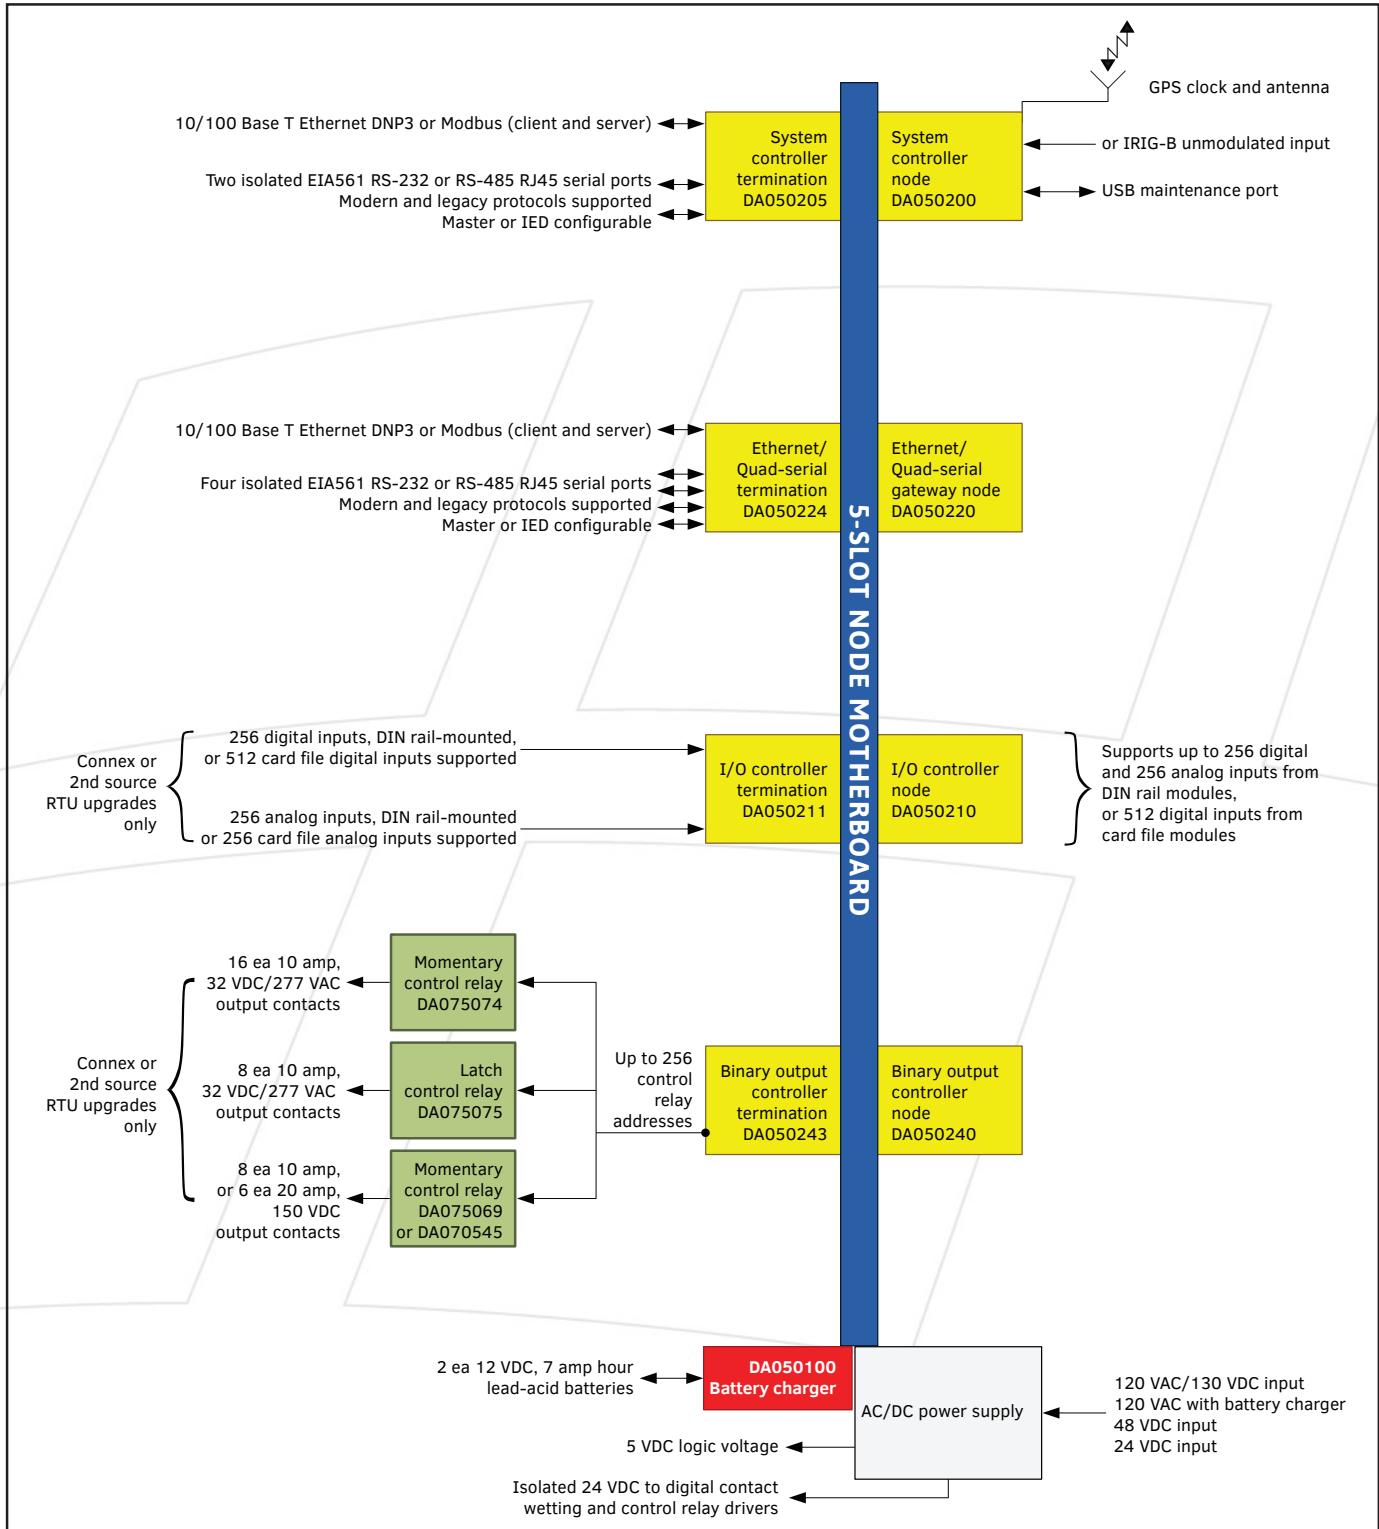 GPS clock and antenna
10/100 Base T Ethernet DNP3 or Modbus (client and server)
System
controller
termination
DA050205
System
controller
node
DA050200
or IRIG-B unmodulated input
USB maintenance port
Two isolated EIA561 RS-232 or RS-485 RJ45 serial ports
Modern and legacy protocols supported
Master or IED configurable
10/100 Base T Ethernet DNP3 or Modbus (client and server)
Four isolated EIA561 RS-232 or RS-485 RJ45 serial ports
Modern and legacy protocols supported
Master or IED configurable
Ethernet/
Quad-serial
termination
DA050224
Ethernet/
Quad-serial
gateway node
DA050220
5-SLOT NODE MOTHERBOARD
Connex or
2nd source
RTU upgrades
only
256 digital inputs, DIN rail-mounted,
or 512 card file digital inputs supported
256 analog inputs, DIN rail-mounted
or 256 card file analog inputs supported
I/O controller
termination
DA050211
I/O controller
node
DA050210
Supports up to 256 digital
and 256 analog inputs from
DIN rail modules,
or 512 digital inputs from
card file modules
Connex or
2nd source
RTU upgrades
only
16 ea 10 amp,
32 VDC/277 VAC
output contacts
8 ea 10 amp,
32 VDC/277 VAC
output contacts
8 ea 10 amp,
or 6 ea 20 amp,
150 VDC
output contacts
Momentary
control relay
DA075074
Latch
control relay
DA075075
Momentary
control relay
DA075069
or DA070545
Up to 256
control
relay
addresses
Binary output
controller
termination
DA050243
Binary output
controller
node
DA050240
2 ea 12 VDC, 7 amp hour
lead-acid batteries
DA050100
Battery charger
AC/DC power supply
120 VAC/130 VDC input
120 VAC with battery charger
48 VDC input
24 VDC input
5 VDC logic voltage
Isolated 24 VDC to digital contact
wetting and control relay drivers